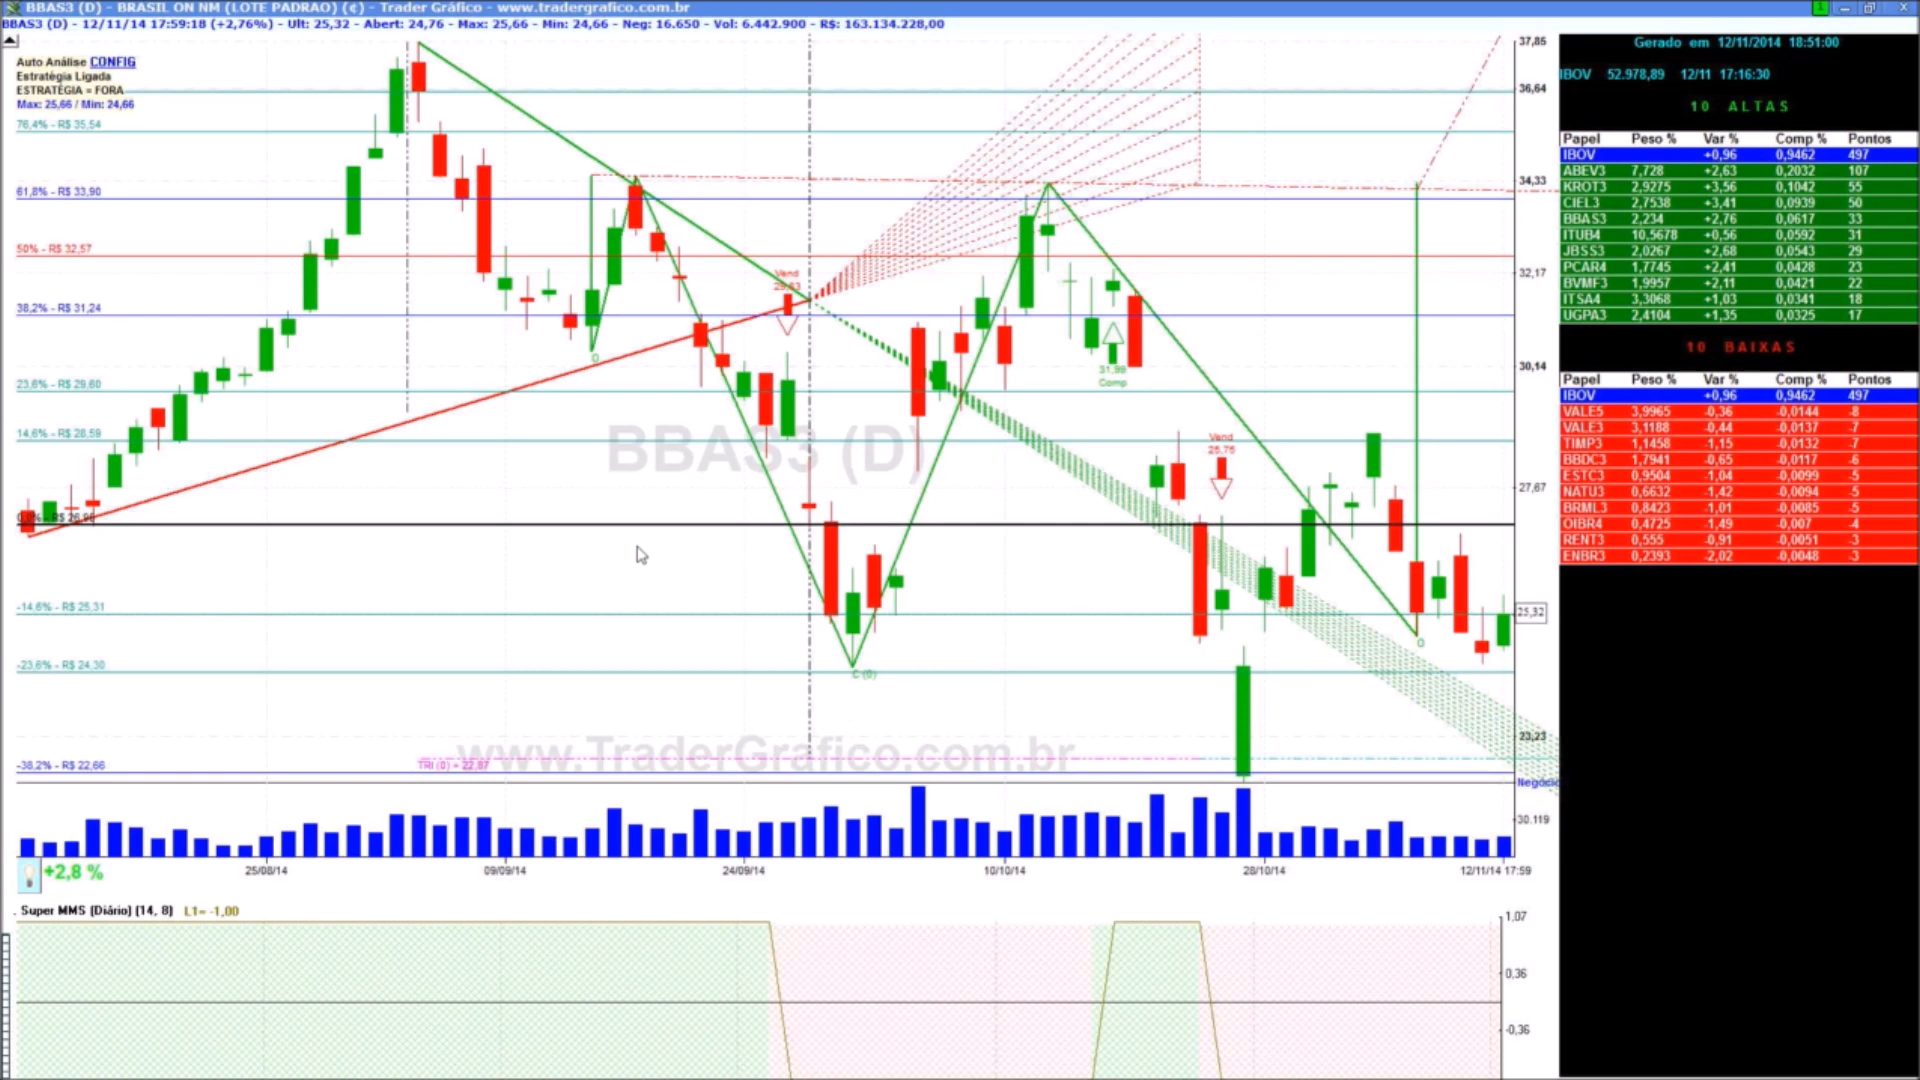 BBAS3 (D) - BRASIL ON NM (LOTE PADRAO) (¢) - Trader Gráfico - www.tradergrafico.com.br
BBAS3 (D) - 12/11/14 17:59:18 (+2,76%) - Ult: 25,32 - Abert: 24,76 - Max: 25,66 - Min: 24,66 - Neg: 16.650 - Vol: 6.442.900 - R$: 163.134.228,00
Auto Análise CONFIG
Estratégia Ligada
ESTRATÉGIA = FORA
Max: 25,66 / Min: 24,66
76,4% - R$ 35,54
61,8% - R$ 33,90
50% - R$ 32,57
38,2% - R$ 31,24
23,6% - R$ 29,60
14,6% - R$ 28,59
-14,6% - R$ 25,31
-23,6% - R$ 24,30
-38,2% - R$ 22,66
Vend
0
31,99
Comp
Vend
25,75
0
C (0)
TRI (0) = 22,87
BBAS3 (D)
www.TraderGrafico.com.br
37,85
36,64
34,33
32,17
30,14
27,67
25,32
23,23
30.119
25/08/14
09/09/14
24/09/14
10/10/14
28/10/14
12/11/14 17:59
+2,8 %
. Super MMS (Diário) (14, 8) L1= -1,00
1,07
0,36
-0,36
Gerado em 12/11/2014 18:51:00
IBOV 52.978,89 12/11 17:16:30
10 ALTAS
Papel Peso % Var % Comp % Pontos
IBOV +0,96 0,9462 497
ABEV3 7,728 +2,63 0,2032 107
KROT3 2,9275 +3,56 0,1042 55
CIEL3 2,7538 +3,41 0,0939 50
BBAS3 2,234 +2,76 0,0617 33
ITUB4 10,5678 +0,56 0,0592 31
JBSS3 2,0267 +2,68 0,0543 29
PCAR4 1,7745 +2,41 0,0428 23
BVMF3 1,9957 +2,11 0,0421 22
ITSA4 3,3068 +1,03 0,0341 18
UGPA3 2,4104 +1,35 0,0325 17
10 BAIXAS
Papel Peso % Var % Comp % Pontos
IBOV +0,96 0,9462 497
VALE5 3,9965 -0,36 -0,0144 -8
VALE3 3,1188 -0,44 -0,0137 -7
TIMP3 1,1458 -1,15 -0,0132 -7
BBDC3 1,7941 -0,65 -0,0117 -6
ESTC3 0,9504 -1,04 -0,0099 -5
NATU3 0,6632 -1,42 -0,0094 -5
BRML3 0,8423 -1,01 -0,0085 -5
OIBR4 0,4725 -1,49 -0,007 -4
RENT3 0,555 -0,91 -0,0051 -3
ENBR3 0,2393 -2,02 -0,0048 -3